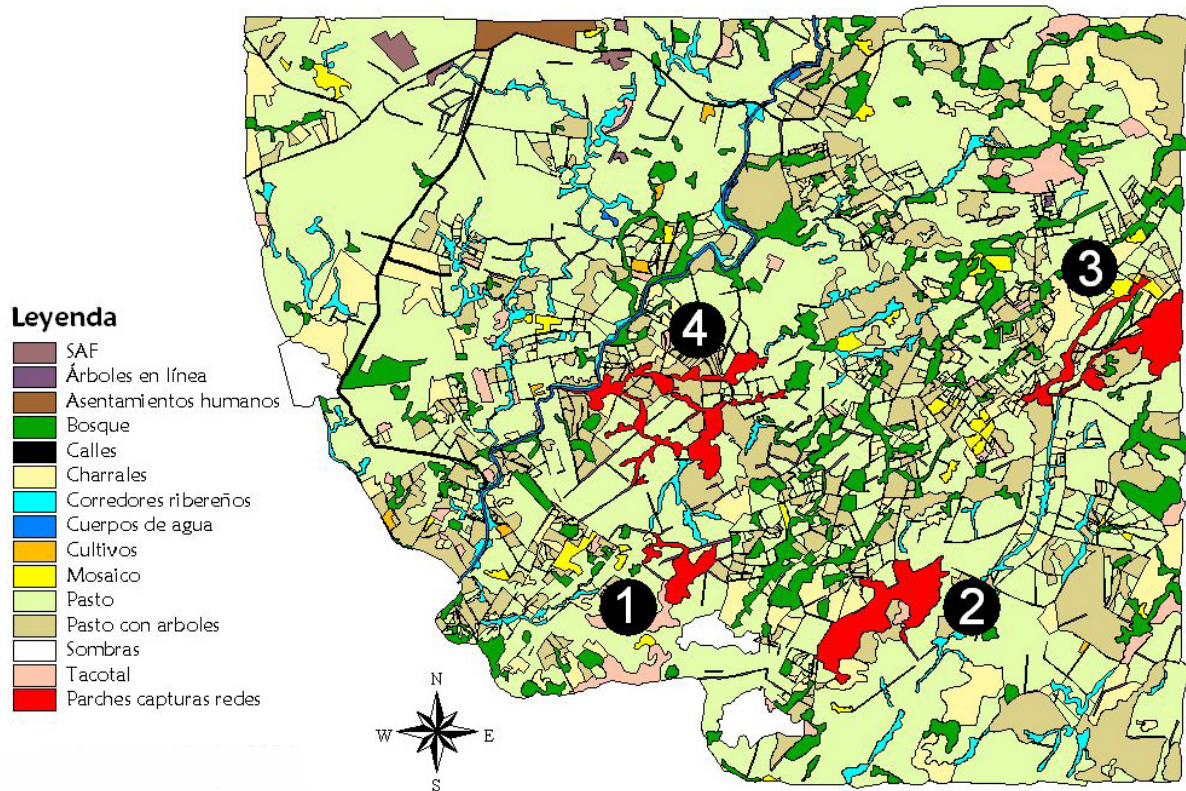 Leyenda
SAF
Árboles en línea
Asentamientos humanos
Bosque
Calles
Charrales
Corredores ribereños
Cuerpos de agua
Cultivos
Mosaico
Pasto
Pasto con arboles
Sombras
Tacotal
Parches capturas redes
3
4
1
2
N
W E
S